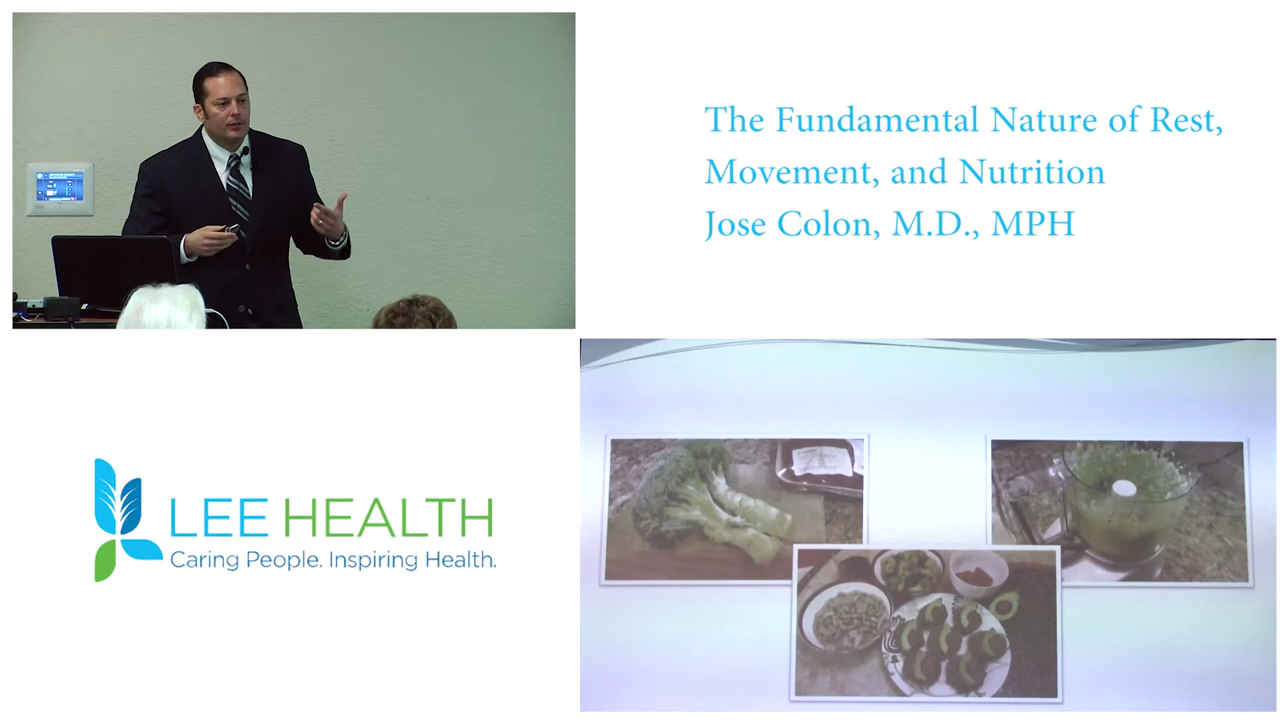 The Fundamental Nature of Rest,
Movement, and Nutrition
Jose Colon, M.D., MPH
LEE HEALTH
Caring People. Inspiring Health.